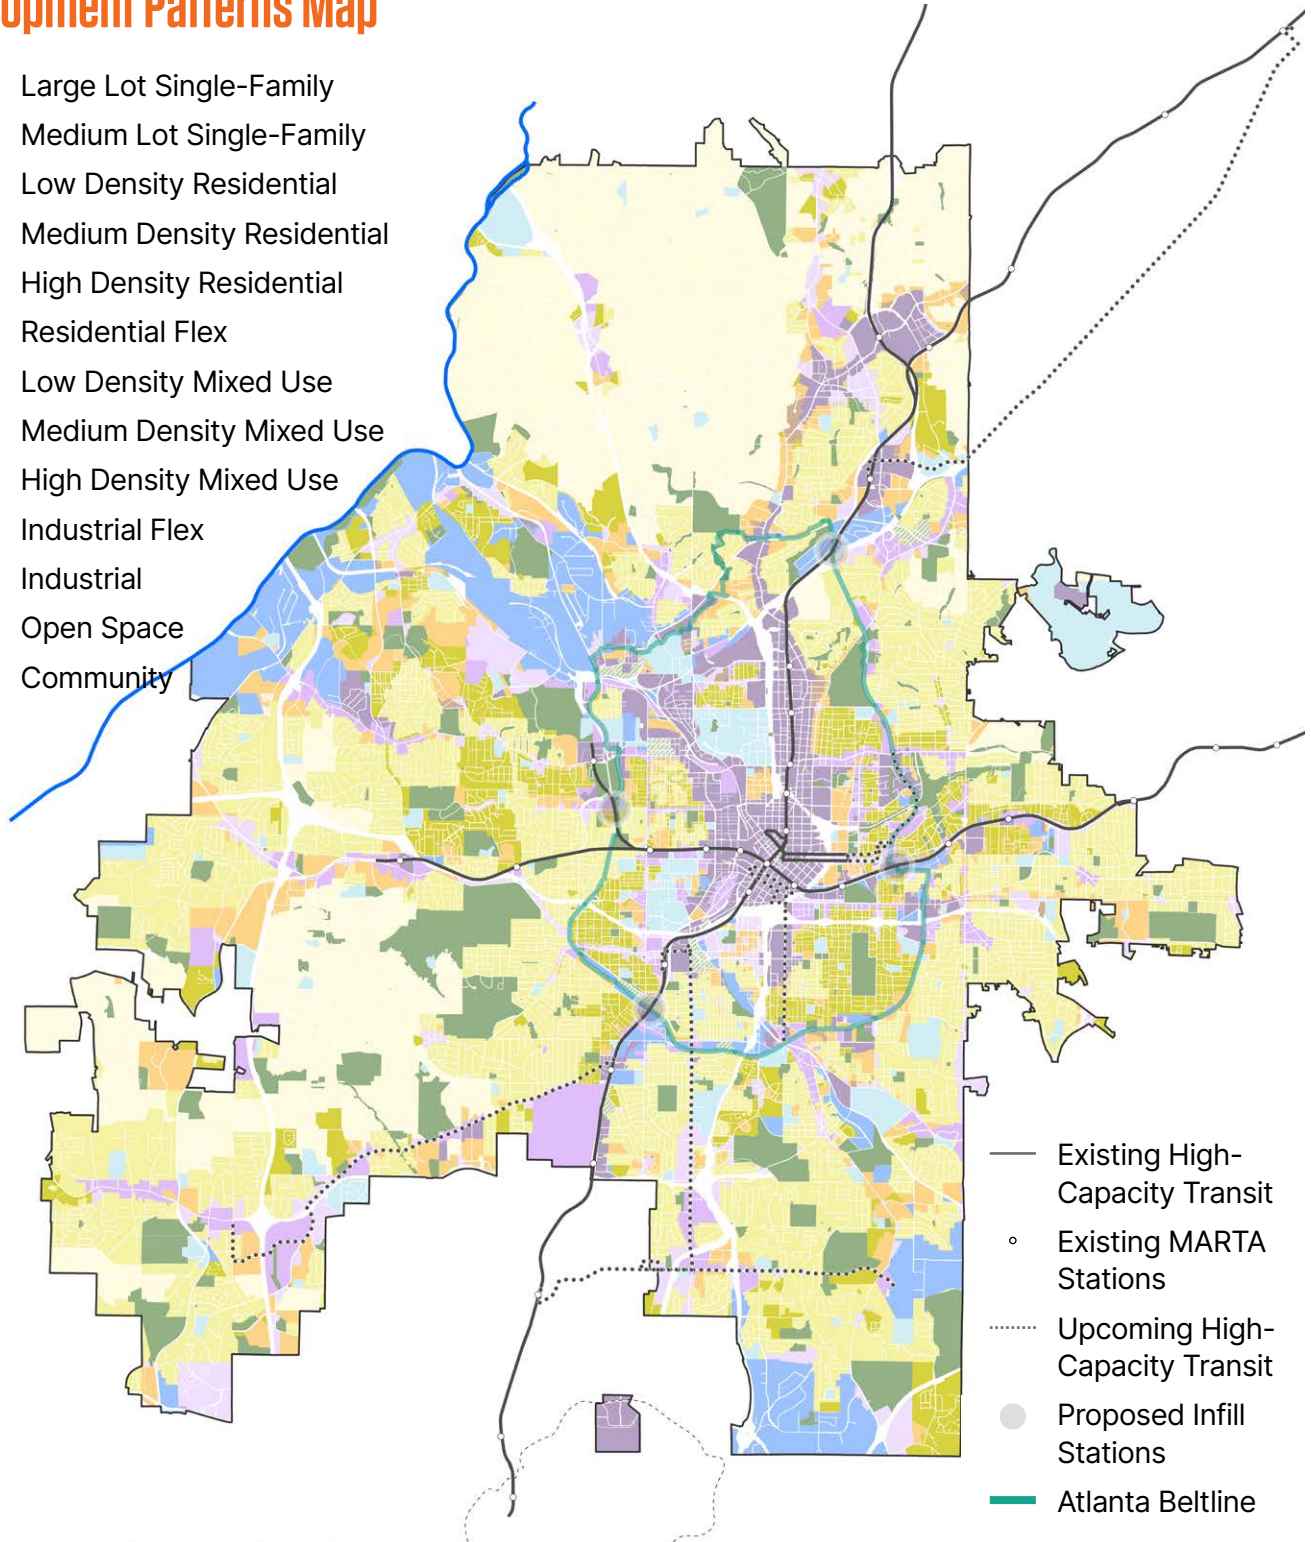 Patterns Map
Large Lot Single-Family
Medium Lot Single-Family
Low Density Residential
Medium Density Residential
High Density Residential
Residential Flex
Low Density Mixed Use
Medium Density Mixed Use
High Density Mixed Use
Industrial Flex
Industrial
Open Space
Community
Existing High-
Capacity Transit
Existing MARTA
Stations
Upcoming High-
Capacity Transit
Proposed Infill
Stations
Atlanta Beltline